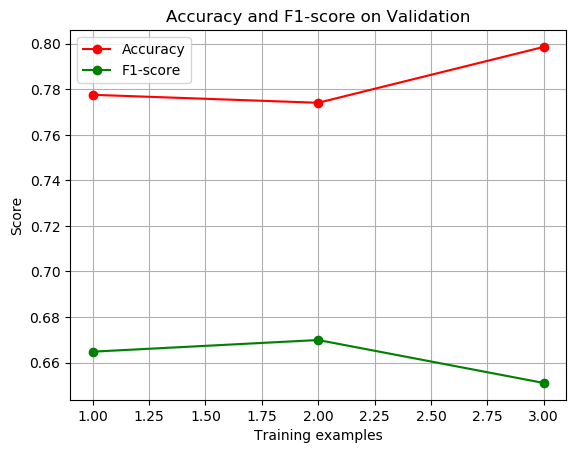 Accuracy and F1-score on Validation
Accuracy
F1-score
Score
0.80
0.78
0.76
0.74
0.72
0.70
0.68
0.66
1.00 1.25 1.50 1.75 2.00 2.25 2.50 2.75 3.00
Training examples